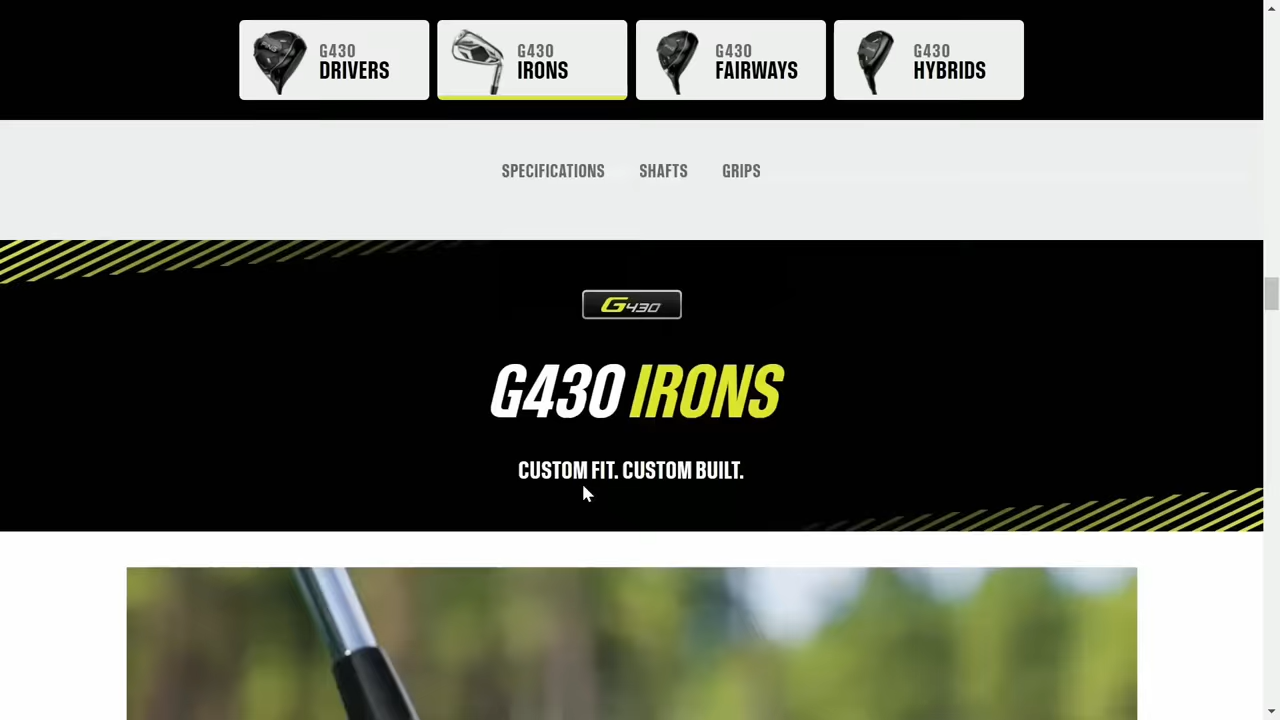 G430
DRIVERS
G430
IRONS
G430
FAIRWAYS
G430
HYBRIDS
SPECIFICATIONS SHAFTS GRIPS
G430
G430 IRONS
CUSTOM FIT. CUSTOM BUILT.